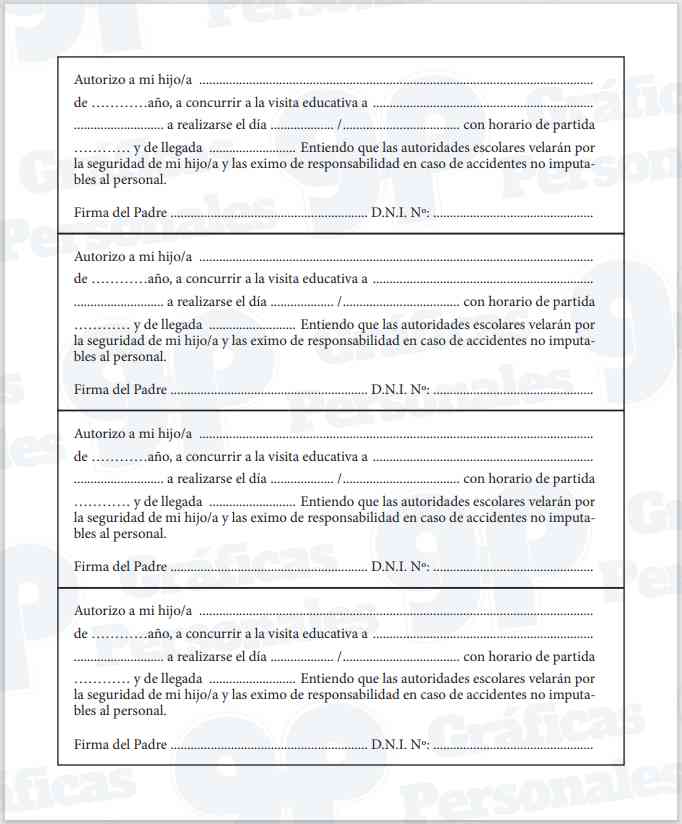 Autorizo a mi hijo/a ........................................................................................................................
de …………año, a concurrir a la visita educativa a ...................................................................
........................... a realizarse el día ................... /................................... con horario de partida
………… y de llegada .......................... Entiendo que las autoridades escolares velarán por
la seguridad de mi hijo/a y las eximo de responsabilidad en caso de accidentes no imputa-
bles al personal.
Firma del Padre ............................................................ D.N.I. Nº: .................................................
Autorizo a mi hijo/a ........................................................................................................................
de …………año, a concurrir a la visita educativa a ...................................................................
........................... a realizarse el día ................... /................................... con horario de partida
………… y de llegada .......................... Entiendo que las autoridades escolares velarán por
la seguridad de mi hijo/a y las eximo de responsabilidad en caso de accidentes no imputa-
bles al personal.
Firma del Padre ............................................................ D.N.I. Nº: .................................................
Autorizo a mi hijo/a ........................................................................................................................
de …………año, a concurrir a la visita educativa a ...................................................................
........................... a realizarse el día ................... /................................... con horario de partida
………… y de llegada .......................... Entiendo que las autoridades escolares velarán por
la seguridad de mi hijo/a y las eximo de responsabilidad en caso de accidentes no imputa-
bles al personal.
Firma del Padre ............................................................ D.N.I. Nº: .................................................
Autorizo a mi hijo/a ........................................................................................................................
de …………año, a concurrir a la visita educativa a ...................................................................
........................... a realizarse el día ................... /................................... con horario de partida
………… y de llegada .......................... Entiendo que las autoridades escolares velarán por
la seguridad de mi hijo/a y las eximo de responsabilidad en caso de accidentes no imputa-
bles al personal.
Firma del Padre ............................................................ D.N.I. Nº: .................................................
gp Gráficas Personales